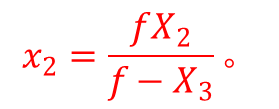 x₂ = fX₂ / (f − X₃) 。